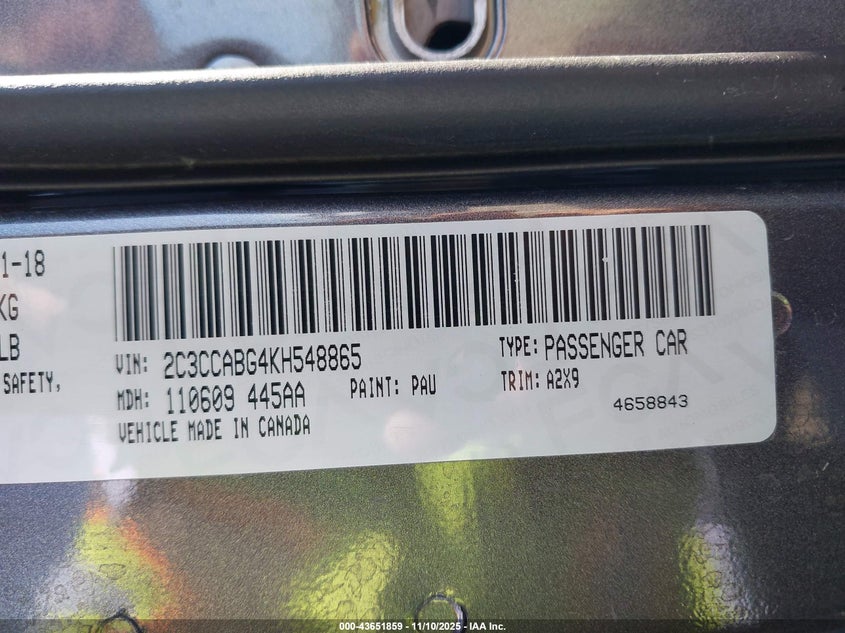 1-18
KG
LB
SAFETY,
VIN: 2C3CCABG4KH548865
TYPE: PASSENGER CAR
MDH: 110609 445AA
PAINT: PAU
TRIM: A2X9
VEHICLE MADE IN CANADA
4658843
000-43651859 — 11/10/2025 — IAA Inc.